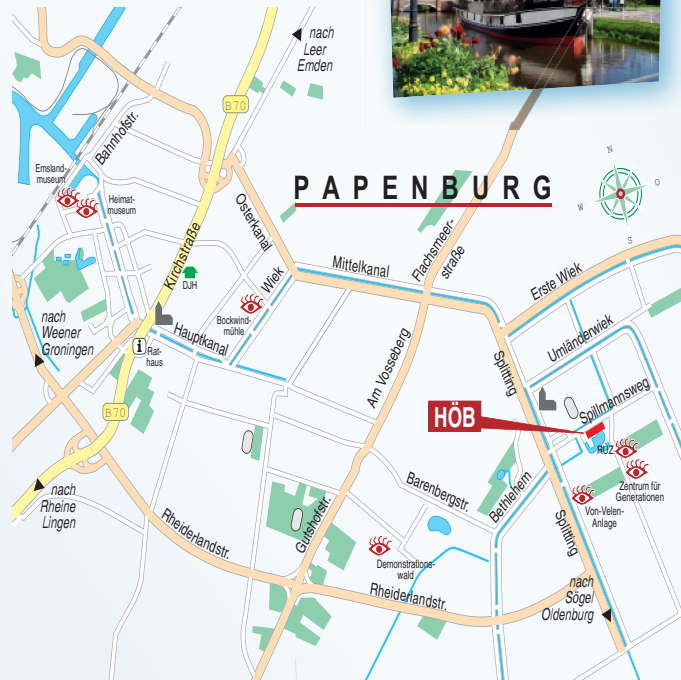 nach
Leer
Emden
B70
Bahnhofstr.
Emsland-
museum
Heimat-
museum
PAPENBURG
N
W
O
S
Osterkanal
Kirchstraße
Wiek
Mittelkanal
Flachsmeer-
straße
Erste Wiek
DJH
Bockwind-
mühle
nach
Weener
Groningen
Hauptkanal
i
Rat-
haus
Umländerwiek
Splitting
Am Vosseberg
Spillmannsweg
B70
HÖB
RUZ
Zentrum für
Generationen
nach
Rheine
Lingen
Barenbergstr.
Bethlehem
Von-Velen-
Anlage
Splitting
Rheiderlandstr.
Gutshofstr.
Demonstrations-
wald
Rheiderlandstr.
nach
Sögel
Oldenburg